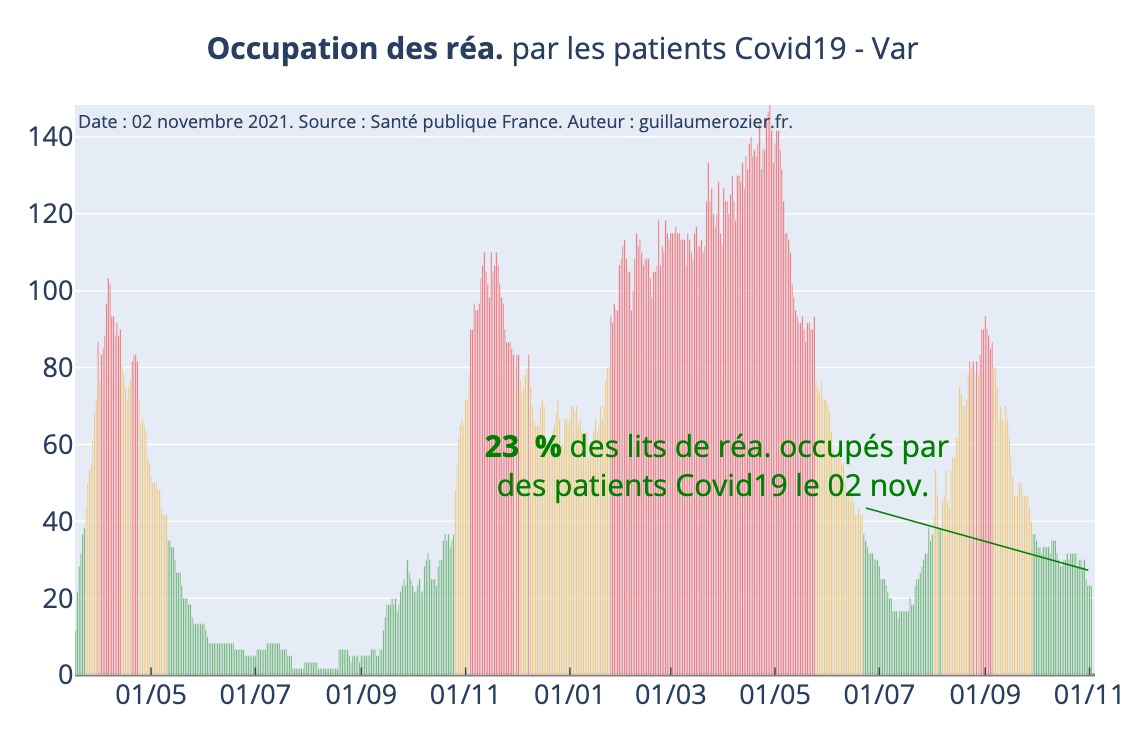 Occupation des réa. par les patients Covid19 - Var
Date : 02 novembre 2021. Source : Santé publique France. Auteur : guillaumerozier.fr.
140
120
100
80
60
40
20
0
23 % des lits de réa. occupés par
des patients Covid19 le 02 nov.
01/05 01/07 01/09 01/11 01/01 01/03 01/05 01/07 01/09 01/11